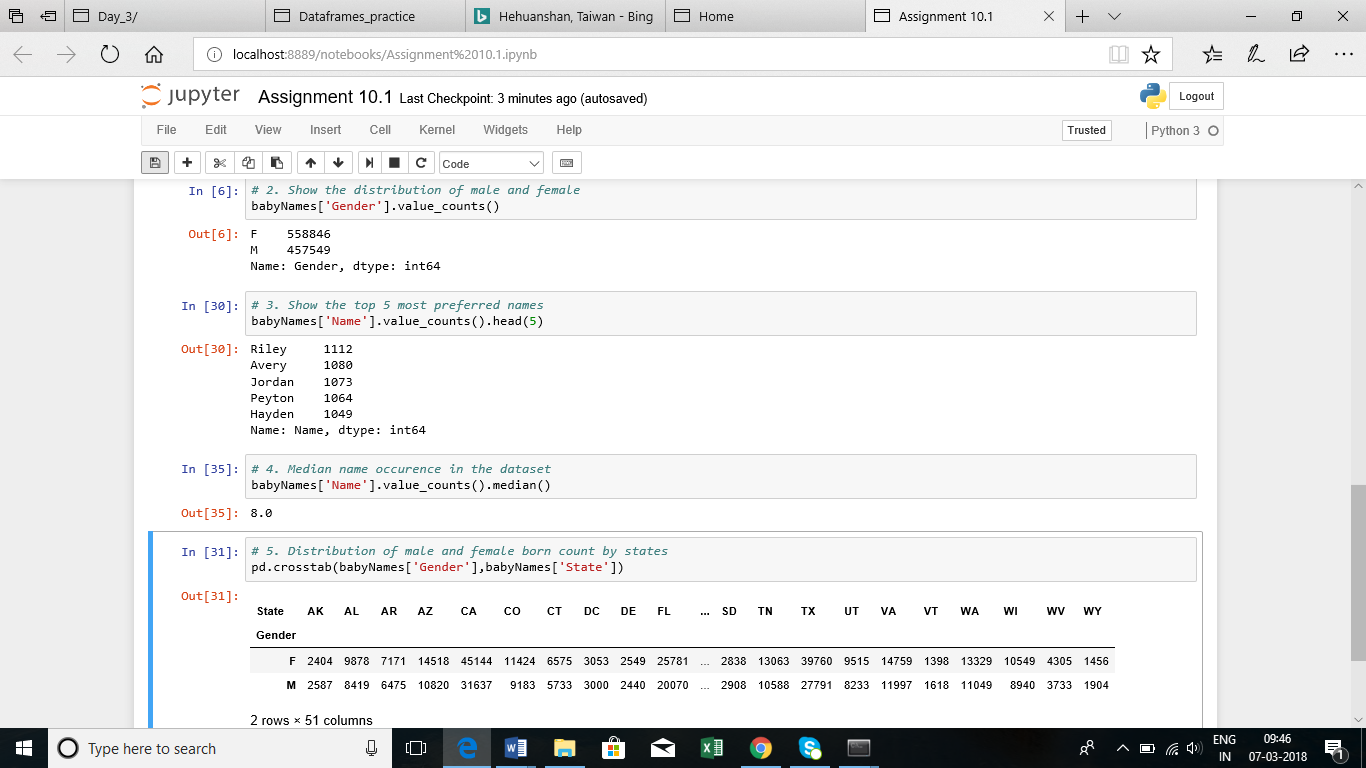 Day_3/ Dataframes_practice Hehuanshan, Taiwan - Bing Home Assignment 10.1
localhost:8889/notebooks/Assignment%2010.1.ipynb
jupyter Assignment 10.1 Last Checkpoint: 3 minutes ago (autosaved) Logout
File Edit View Insert Cell Kernel Widgets Help Trusted Python 3
Code
In [6]: # 2. Show the distribution of male and female
babyNames['Gender'].value_counts()
Out[6]: F 558846
M 457549
Name: Gender, dtype: int64
In [30]: # 3. Show the top 5 most preferred names
babyNames['Name'].value_counts().head(5)
Out[30]: Riley 1112
Avery 1080
Jordan 1073
Peyton 1064
Hayden 1049
Name: Name, dtype: int64
In [35]: # 4. Median name occurence in the dataset
babyNames['Name'].value_counts().median()
Out[35]: 8.0
In [31]: # 5. Distribution of male and female born count by states
pd.crosstab(babyNames['Gender'],babyNames['State'])
Out[31]:
State AK AL AR AZ CA CO CT DC DE FL ... SD TN TX UT VA VT WA WI WV WY
Gender
F 2404 9878 7171 14518 45144 11424 6575 3053 2549 25781 ... 2838 13063 39760 9515 14759 1398 13329 10549 4305 1456
M 2587 8419 6475 10820 31637 9183 5733 3000 2440 20070 ... 2908 10588 27791 8233 11997 1618 11049 8940 3733 1904
2 rows × 51 columns
Type here to search
ENG 09:46
IN 07-03-2018 1